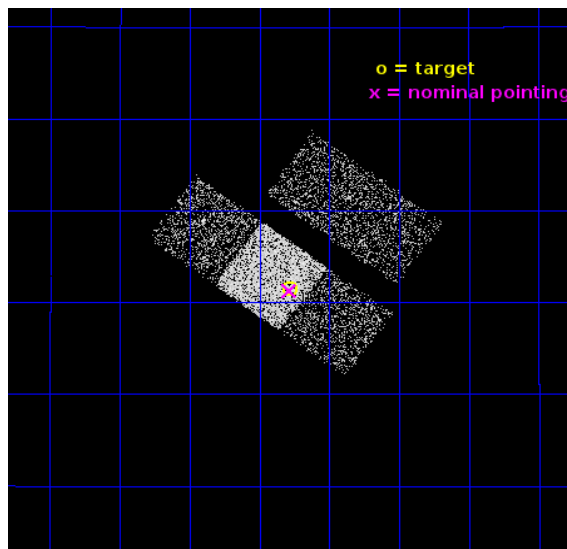 o = target
x = nominal pointing